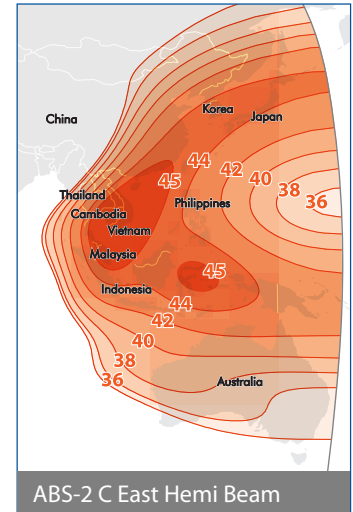 Korea
China
Japan
44
42
45
40
38
36
Thailand
Philippines
Cambodia
Vietnam
Malaysia
45
Indonesia
44
42
40
38
36
Australia
ABS-2 C East Hemi Beam